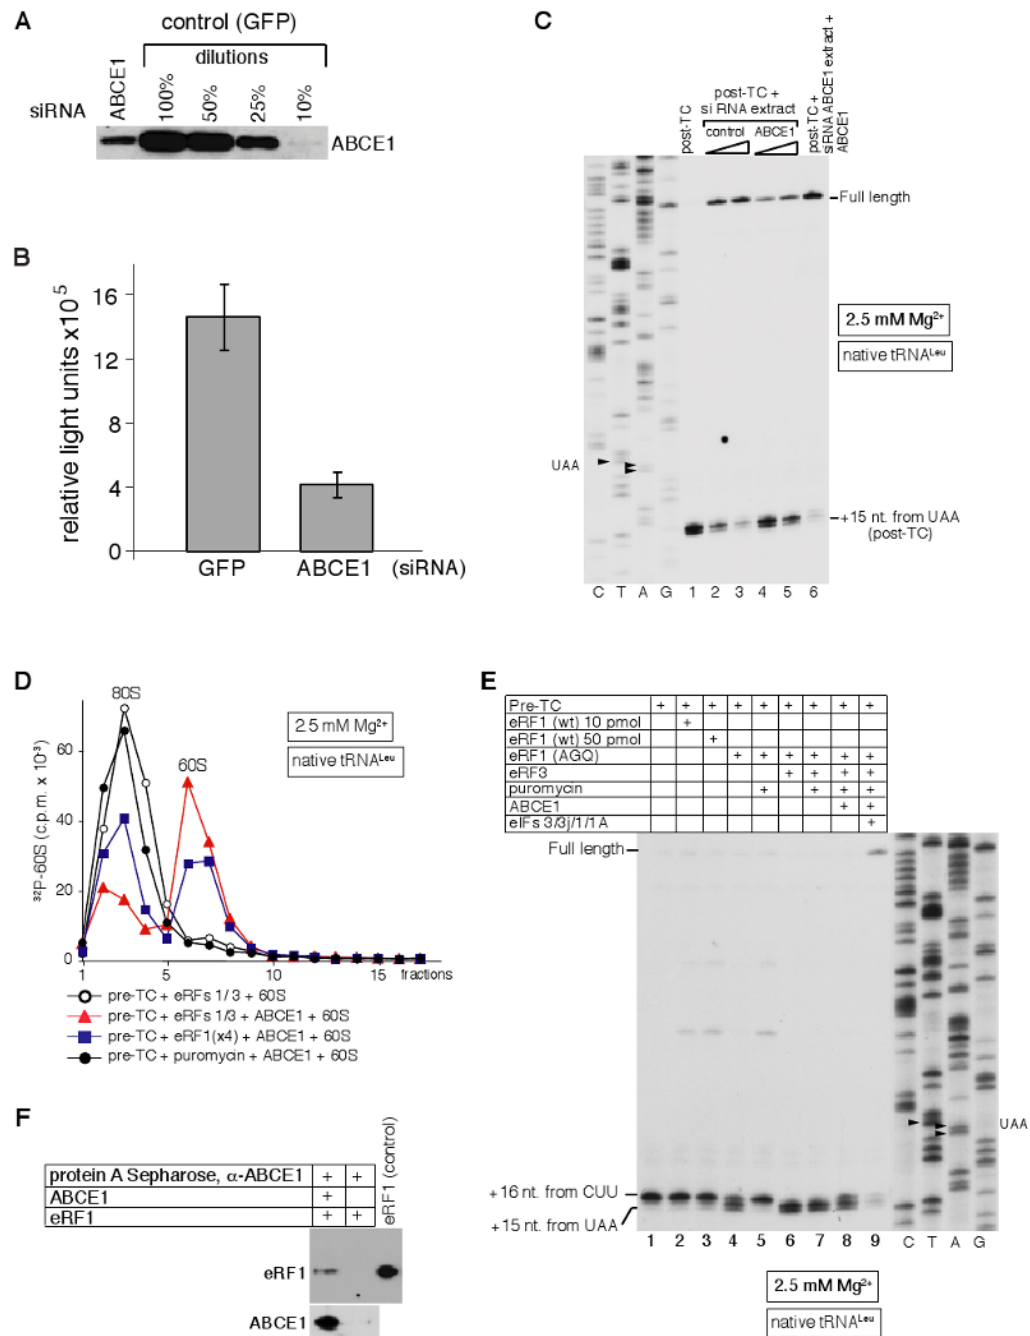 A
control (GFP)
dilutions
siRNA
ABCE1
100%
50%
25%
10%
ABCE1
B
relative light units x10⁵
16
12
8
4
0
GFP
ABCE1
(siRNA)
C
post-TC
post-TC +
si RNA extract
control
ABCE1
post-TC +
siRNA ABCE1 extract +
ABCE1
Full length
2.5 mM Mg²⁺
native tRNAᴸᵉᵘ
UAA
+15 nt. from UAA
(post-TC)
C T A G 1 2 3 4 5 6
D
80S
60S
2.5 mM Mg²⁺
native tRNAᴸᵉᵘ
³²P-60S (c.p.m. x 10⁻³)
60
40
20
0
1 5 10 15 fractions
pre-TC + eRFs 1/3 + 60S
pre-TC + eRFs 1/3 + ABCE1 + 60S
pre-TC + eRF1(x4) + ABCE1 + 60S
pre-TC + puromycin + ABCE1 + 60S
E
Pre-TC + + + + + + + + +
eRF1 (wt) 10 pmol +
eRF1 (wt) 50 pmol +
eRF1 (AGQ) + + + + + +
eRF3 + + + +
puromycin + + + +
ABCE1 + +
eIFs 3/3j/1/1A +
Full length
UAA
+16 nt. from CUU
+15 nt. from UAA
1 2 3 4 5 6 7 8 9 C T A G
2.5 mM Mg²⁺
native tRNAᴸᵉᵘ
F
protein A Sepharose, α-ABCE1 + +
ABCE1 +
eRF1 + +
eRF1 (control)
eRF1
ABCE1